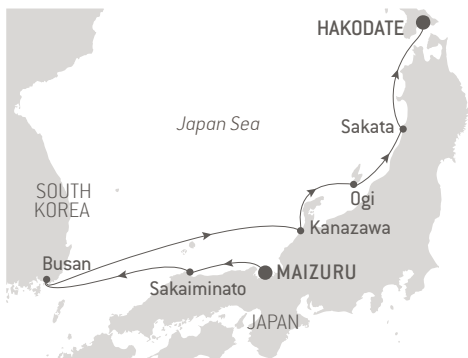 HAKODATE
Japan Sea
Sakata
SOUTH
KOREA
Ogi
Kanazawa
Busan
MAIZURU
Sakaiminato
JAPAN